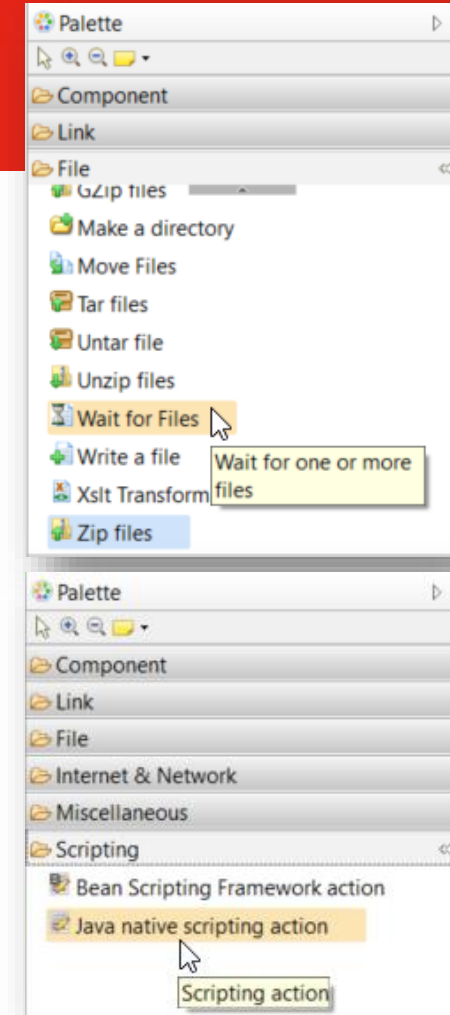 Palette
Component
Link
File
GZip files
Make a directory
Move Files
Tar files
Untar file
Unzip files
Wait for Files
Write a file
Wait for one or more
files
Xslt Transform
Zip files
Palette
Component
Link
File
Internet & Network
Miscellaneous
Scripting
Bean Scripting Framework action
Java native scripting action
Scripting action